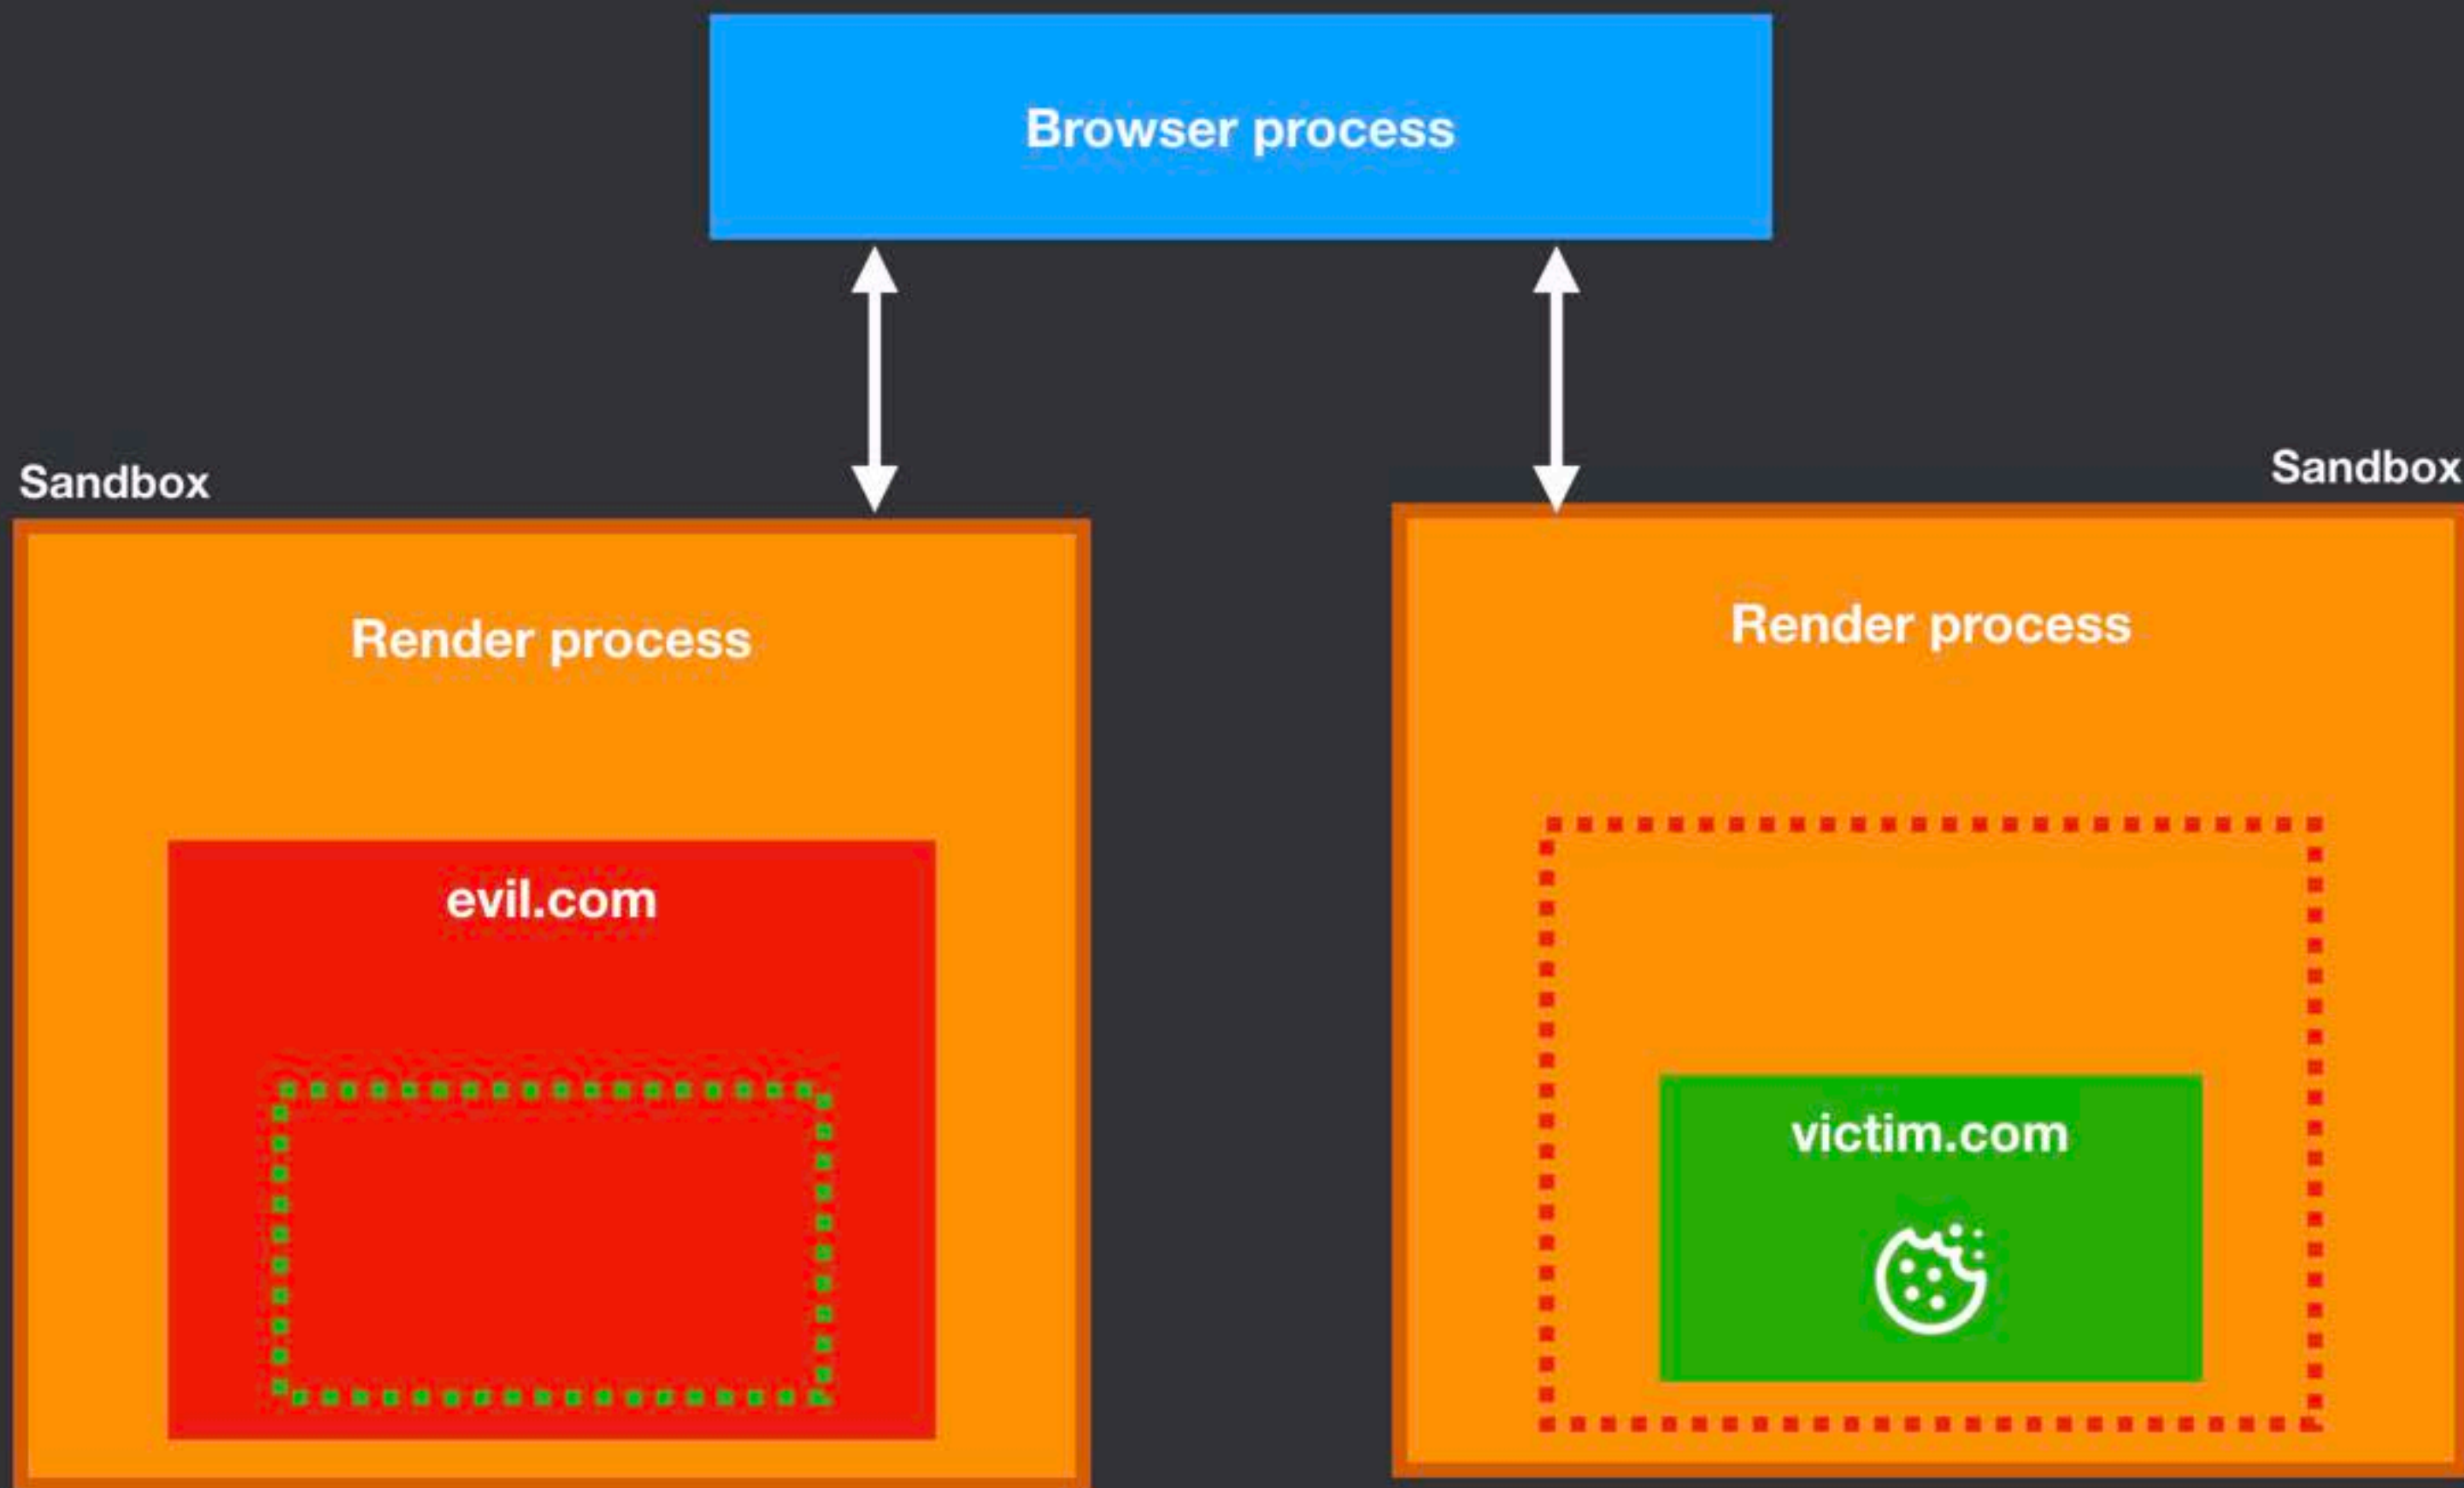 Browser process
Sandbox
Sandbox
Render process
Render process
evil.com
victim.com